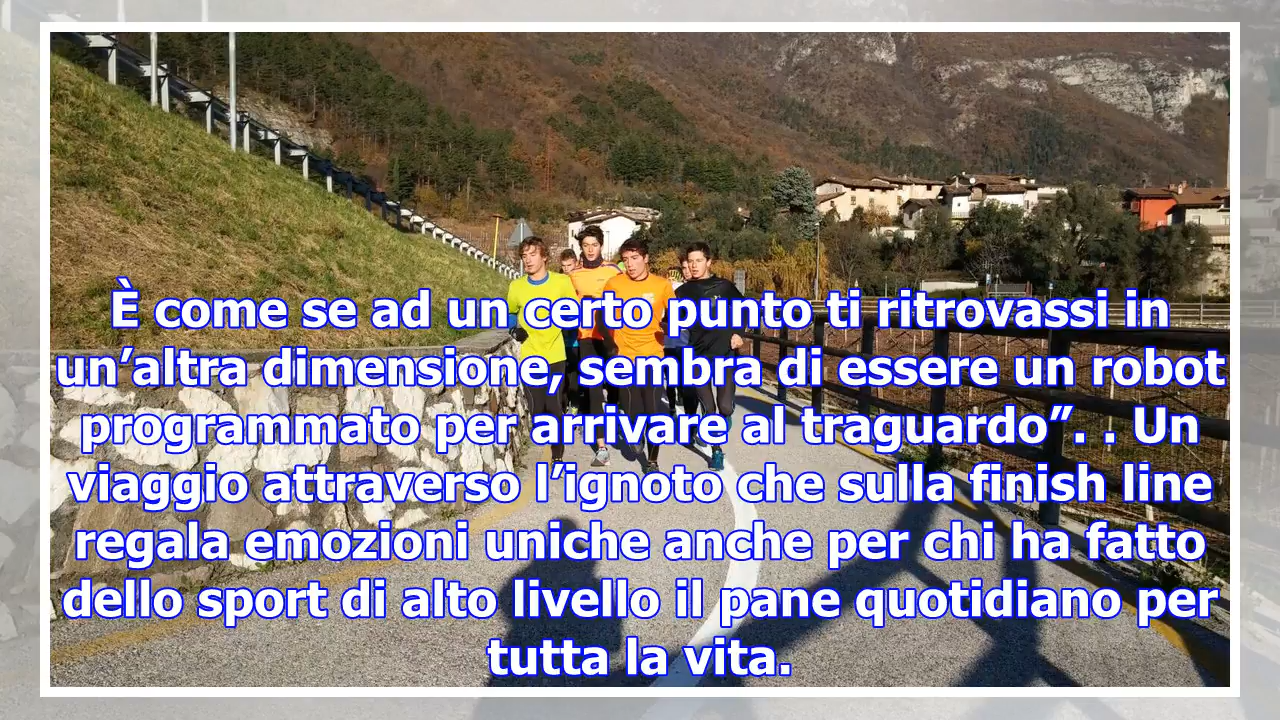 È come se ad un certo punto ti ritrovassi in
un’altra dimensione, sembra di essere un robot
programmato per arrivare al traguardo”. . Un
viaggio attraverso l’ignoto che sulla finish line
regala emozioni uniche anche per chi ha fatto
dello sport di alto livello il pane quotidiano per
tutta la vita.